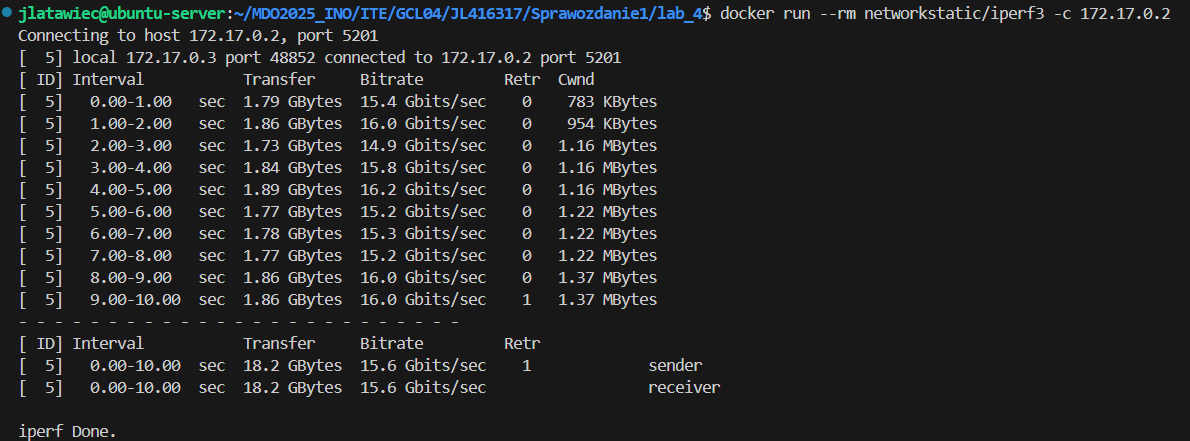 jlatawiec@ubuntu-server:~/MDO2025_INO/ITE/GCL04/JL416317/Sprawozdanie1/lab_4$ docker run --rm networkstatic/iperf3 -c 172.17.0.2
Connecting to host 172.17.0.2, port 5201
[  5] local 172.17.0.3 port 48852 connected to 172.17.0.2 port 5201
[ ID] Interval           Transfer     Bitrate         Retr  Cwnd
[  5]   0.00-1.00   sec  1.79 GBytes  15.4 Gbits/sec    0    783 KBytes
[  5]   1.00-2.00   sec  1.86 GBytes  16.0 Gbits/sec    0    954 KBytes
[  5]   2.00-3.00   sec  1.73 GBytes  14.9 Gbits/sec    0   1.16 MBytes
[  5]   3.00-4.00   sec  1.84 GBytes  15.8 Gbits/sec    0   1.16 MBytes
[  5]   4.00-5.00   sec  1.89 GBytes  16.2 Gbits/sec    0   1.16 MBytes
[  5]   5.00-6.00   sec  1.77 GBytes  15.2 Gbits/sec    0   1.22 MBytes
[  5]   6.00-7.00   sec  1.78 GBytes  15.3 Gbits/sec    0   1.22 MBytes
[  5]   7.00-8.00   sec  1.77 GBytes  15.2 Gbits/sec    0   1.22 MBytes
[  5]   8.00-9.00   sec  1.86 GBytes  16.0 Gbits/sec    0   1.37 MBytes
[  5]   9.00-10.00  sec  1.86 GBytes  16.0 Gbits/sec    1   1.37 MBytes
- - - - - - - - - - - - - - - - - - - - - - - - -
[ ID] Interval           Transfer     Bitrate         Retr
[  5]   0.00-10.00  sec  18.2 GBytes  15.6 Gbits/sec    1             sender
[  5]   0.00-10.00  sec  18.2 GBytes  15.6 Gbits/sec                  receiver
iperf Done.